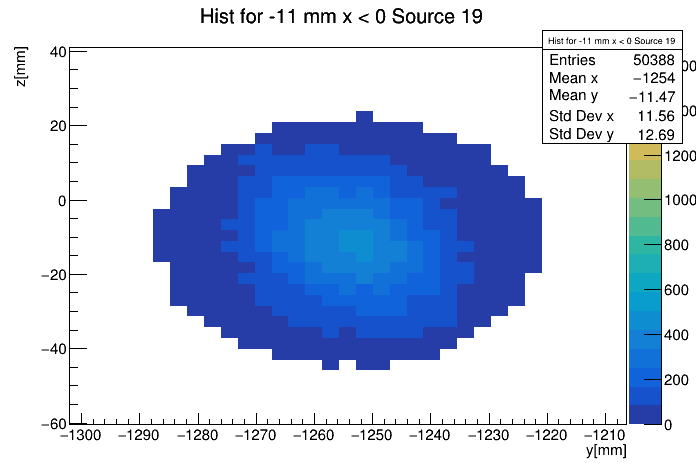 Hist for -11 mm x < 0 Source 19
Hist for -11 mm x < 0 Source 19
Entries 50388
Mean x −1254
Mean y −11.47
Std Dev x 11.56
Std Dev y 12.69
z[mm]
40
20
0
−20
−40
−60
−1300 −1290 −1280 −1270 −1260 −1250 −1240 −1230 −1220 −1210
y[mm]
1200
1000
800
600
400
200
0